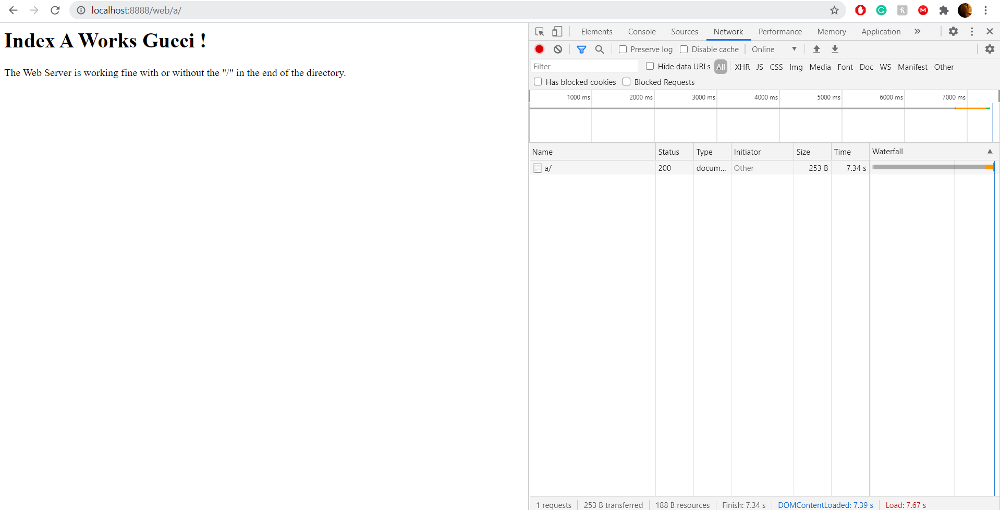 localhost:8888/web/a/
Index A Works Gucci !
The Web Server is working fine with or without the "/" in the end of the directory.
Elements Console Sources Network Performance Memory Application »
Preserve log Disable cache Online
Filter Hide data URLs All XHR JS CSS Img Media Font Doc WS Manifest Other
Has blocked cookies Blocked Requests
1000 ms 2000 ms 3000 ms 4000 ms 5000 ms 6000 ms 7000 ms
Name Status Type Initiator Size Time Waterfall
a/ 200 docum... Other 253 B 7.34 s
1 requests 253 B transferred 188 B resources Finish: 7.34 s DOMContentLoaded: 7.39 s Load: 7.67 s